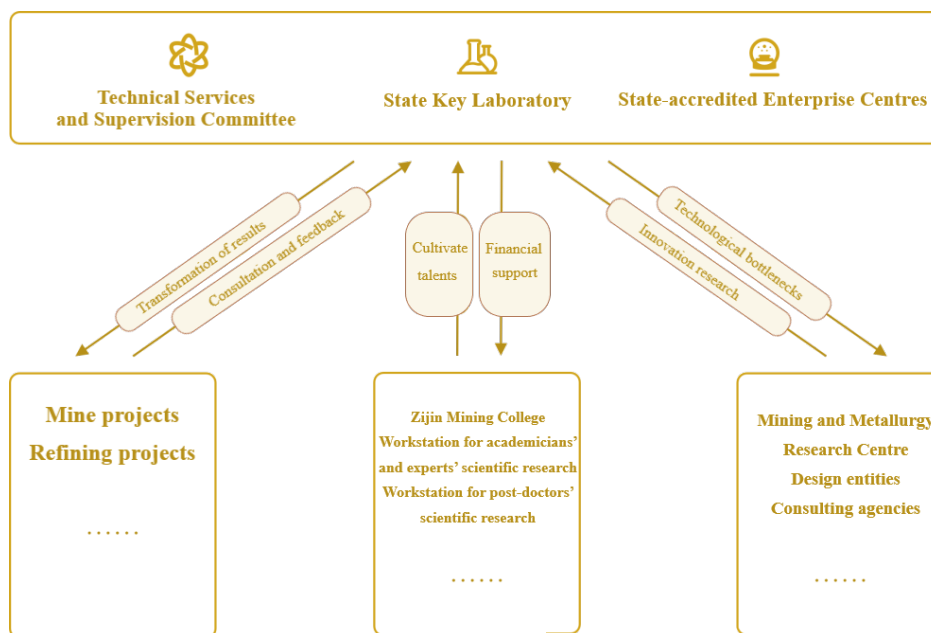 Technical Services
and Supervision Committee
State Key Laboratory
State-accredited Enterprise Centres
Transformation of results
Consultation and feedback
Cultivate
talents
Financial
support
Innovation research
Technological bottlenecks
Mine projects
Refining projects
......
Zijin Mining College
Workstation for academicians’
and experts’ scientific research
Workstation for post-doctors’
scientific research
......
Mining and Metallurgy
Research Centre
Design entities
Consulting agencies
......